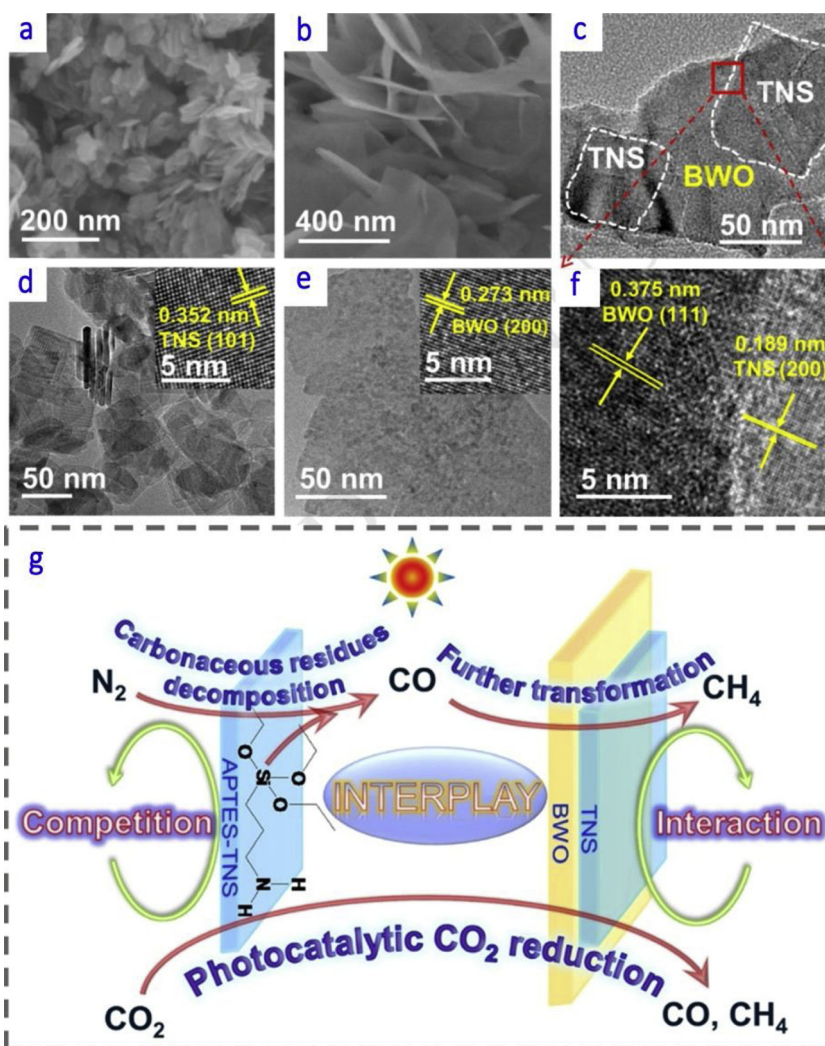 a
200 nm
b
400 nm
c
TNS
TNS
BWO
50 nm
d
0.352 nm
TNS (101)
5 nm
50 nm
e
0.273 nm
BWO (200)
5 nm
50 nm
f
0.375 nm
BWO (111)
0.189 nm
TNS (200)
5 nm
g
Carbonaceous residues
decomposition
N₂
CO
Further transformation
CH₄
Competition
APTES-TNS
O
Si
O
O
N
H
H
INTERPLAY
BWO
TNS
Interaction
Photocatalytic CO₂ reduction
CO₂
CO, CH₄